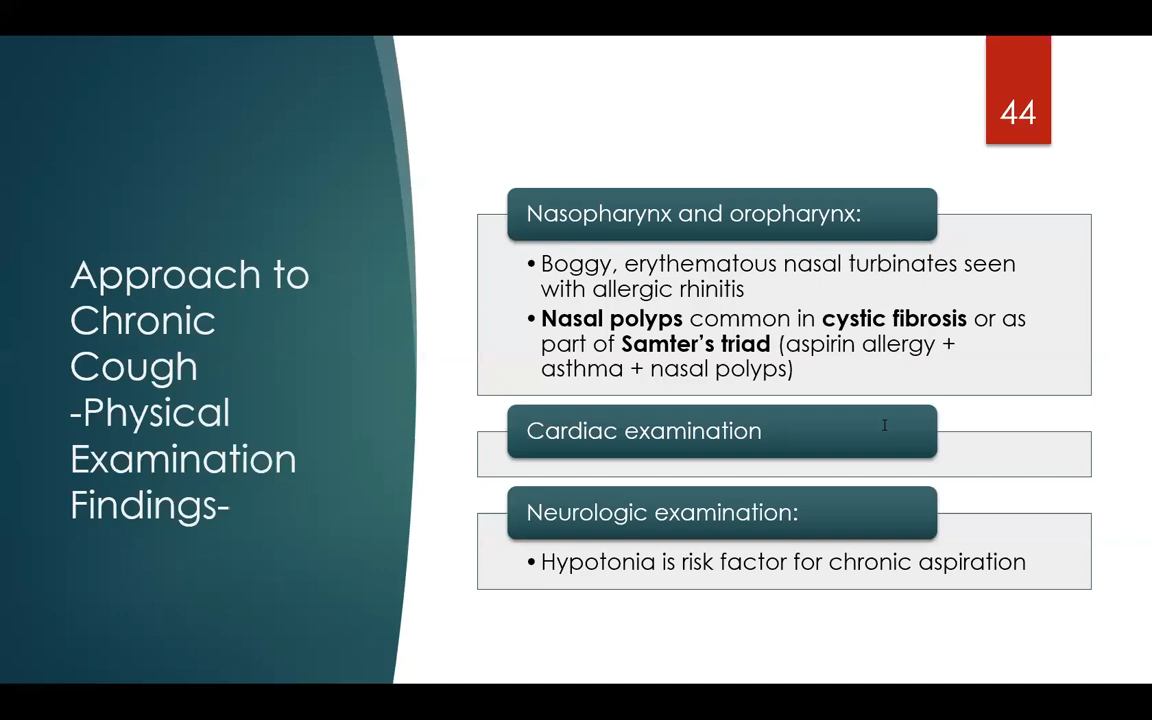 44
Approach to
Chronic
Cough
-Physical
Examination
Findings-
Nasopharynx and oropharynx:
•Boggy, erythematous nasal turbinates seen
with allergic rhinitis
•Nasal polyps common in cystic fibrosis or as
part of Samter’s triad (aspirin allergy +
asthma + nasal polyps)
Cardiac examination
Neurologic examination:
•Hypotonia is risk factor for chronic aspiration